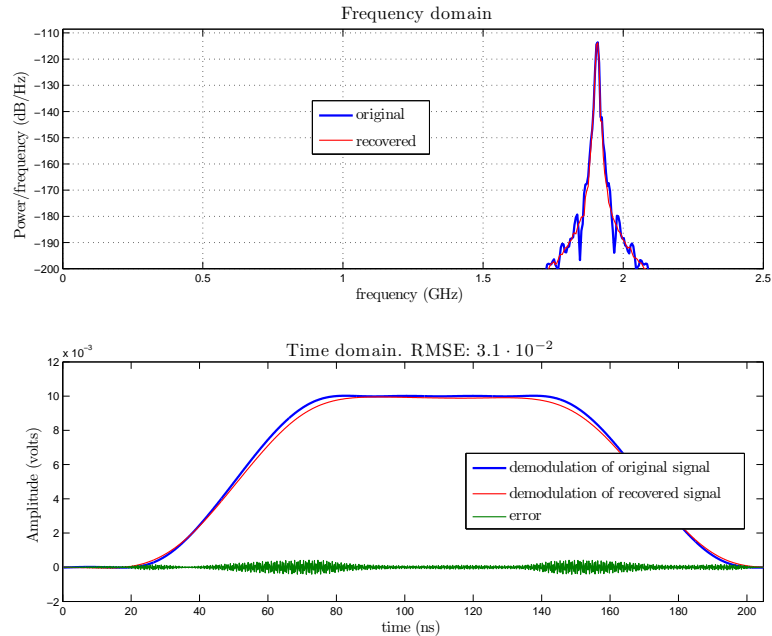 Frequency domain
−110
−120
−130
−140
−150
−160
−170
−180
−190
−200
Power/frequency (dB/Hz)
original
recovered
0
0.5
1
1.5
2
2.5
frequency (GHz)
Time domain. RMSE: 3.1 · 10⁻²
x 10⁻³
12
10
8
6
4
2
0
−2
Amplitude (volts)
demodulation of original signal
demodulation of recovered signal
error
0
20
40
60
80
100
120
140
160
180
200
time (ns)